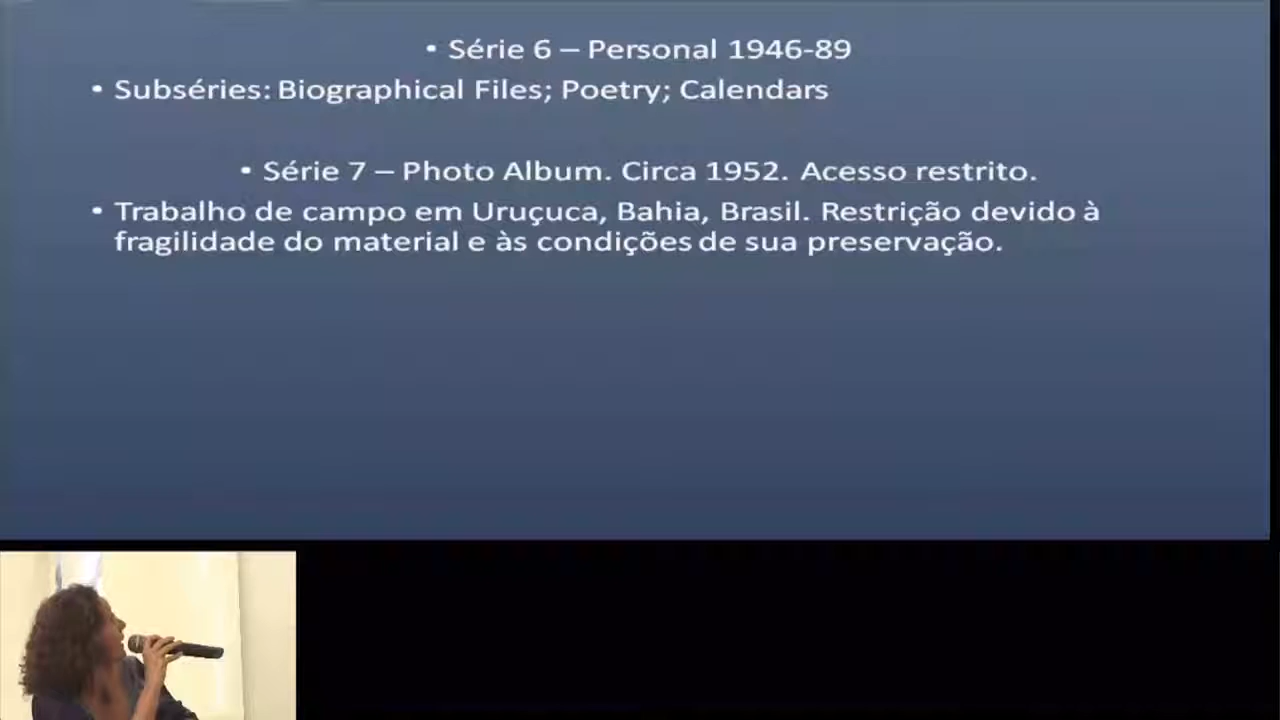 • Série 6 – Personal 1946-89
• Subséries: Biographical Files; Poetry; Calendars
• Série 7 – Photo Album. Circa 1952. Acesso restrito.
• Trabalho de campo em Uruçuca, Bahia, Brasil. Restrição devido à
fragilidade do material e às condições de sua preservação.